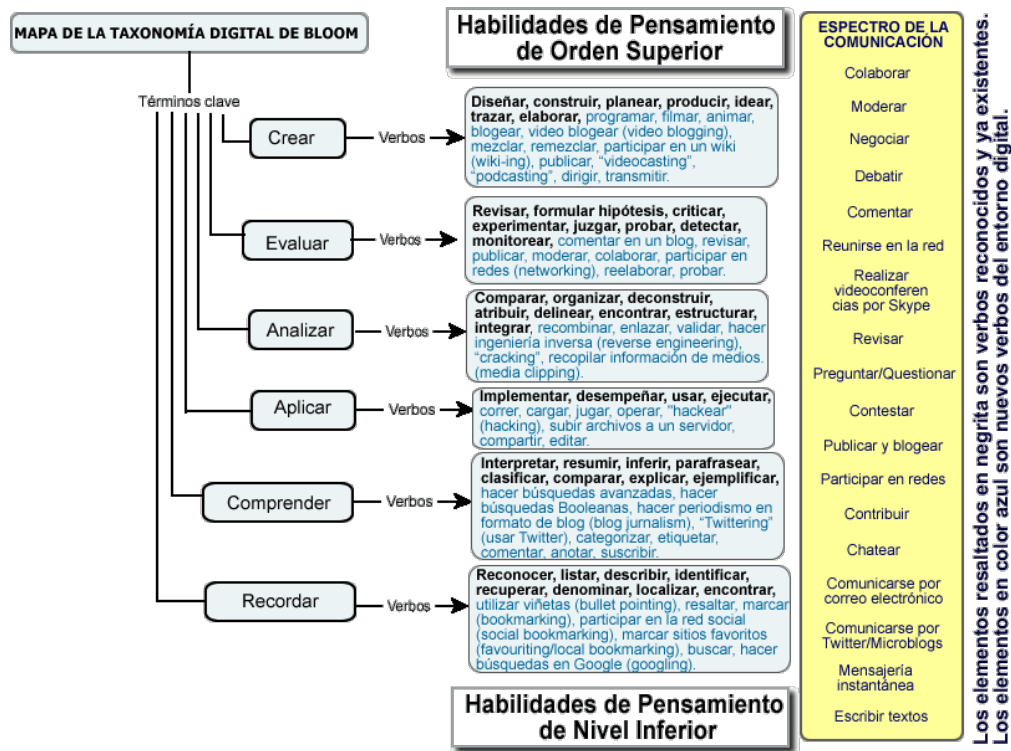 MAPA DE LA TAXONOMÍA DIGITAL DE BLOOM
Términos clave
Habilidades de Pensamiento
de Orden Superior
Crear
Verbos
Diseñar, construir, planear, producir, idear,
trazar, elaborar, programar, filmar, animar,
blogear, video blogear (video blogging),
mezclar, remezclar, participar en un wiki
(wiki-ing), publicar, “videocasting”,
“podcasting”, dirigir, transmitir.
Evaluar
Verbos
Revisar, formular hipótesis, criticar,
experimentar, juzgar, probar, detectar,
monitorear, comentar en un blog, revisar,
publicar, moderar, colaborar, participar en
redes (networking), reelaborar, probar.
Analizar
Verbos
Comparar, organizar, deconstruir,
atribuir, delinear, encontrar, estructurar,
integrar, recombinar, enlazar, validar, hacer
ingeniería inversa (reverse engineering),
“cracking”, recopilar información de medios.
(media clipping).
Aplicar
Verbos
Implementar, desempeñar, usar, ejecutar,
correr, cargar, jugar, operar, "hackear"
(hacking), subir archivos a un servidor,
compartir, editar.
Comprender
Verbos
Interpretar, resumir, inferir, parafrasear,
clasificar, comparar, explicar, ejemplificar,
hacer búsquedas avanzadas, hacer
búsquedas Booleanas, hacer periodismo en
formato de blog (blog journalism), “Twittering”
(usar Twitter), categorizar, etiquetar,
comentar, anotar, suscribir.
Recordar
Verbos
Reconocer, listar, describir, identificar,
recuperar, denominar, localizar, encontrar,
utilizar viñetas (bullet pointing), resaltar, marcar
(bookmarking), participar en la red social
(social bookmarking), marcar sitios favoritos
(favouriting/local bookmarking), buscar, hacer
búsquedas en Google (googling).
Habilidades de Pensamiento
de Nivel Inferior
ESPECTRO DE LA
COMUNICACIÓN
Colaborar
Moderar
Negociar
Debatir
Comentar
Reunirse en la red
Realizar
videoconferen
cias por Skype
Revisar
Preguntar/Questionar
Contestar
Publicar y blogear
Participar en redes
Contribuir
Chatear
Comunicarse por
correo electrónico
Comunicarse por
Twitter/Microblogs
Mensajería
instantánea
Escribir textos
Los elementos resaltados en negrita son verbos reconocidos y ya existentes.
Los elementos en color azul son nuevos verbos del entorno digital.